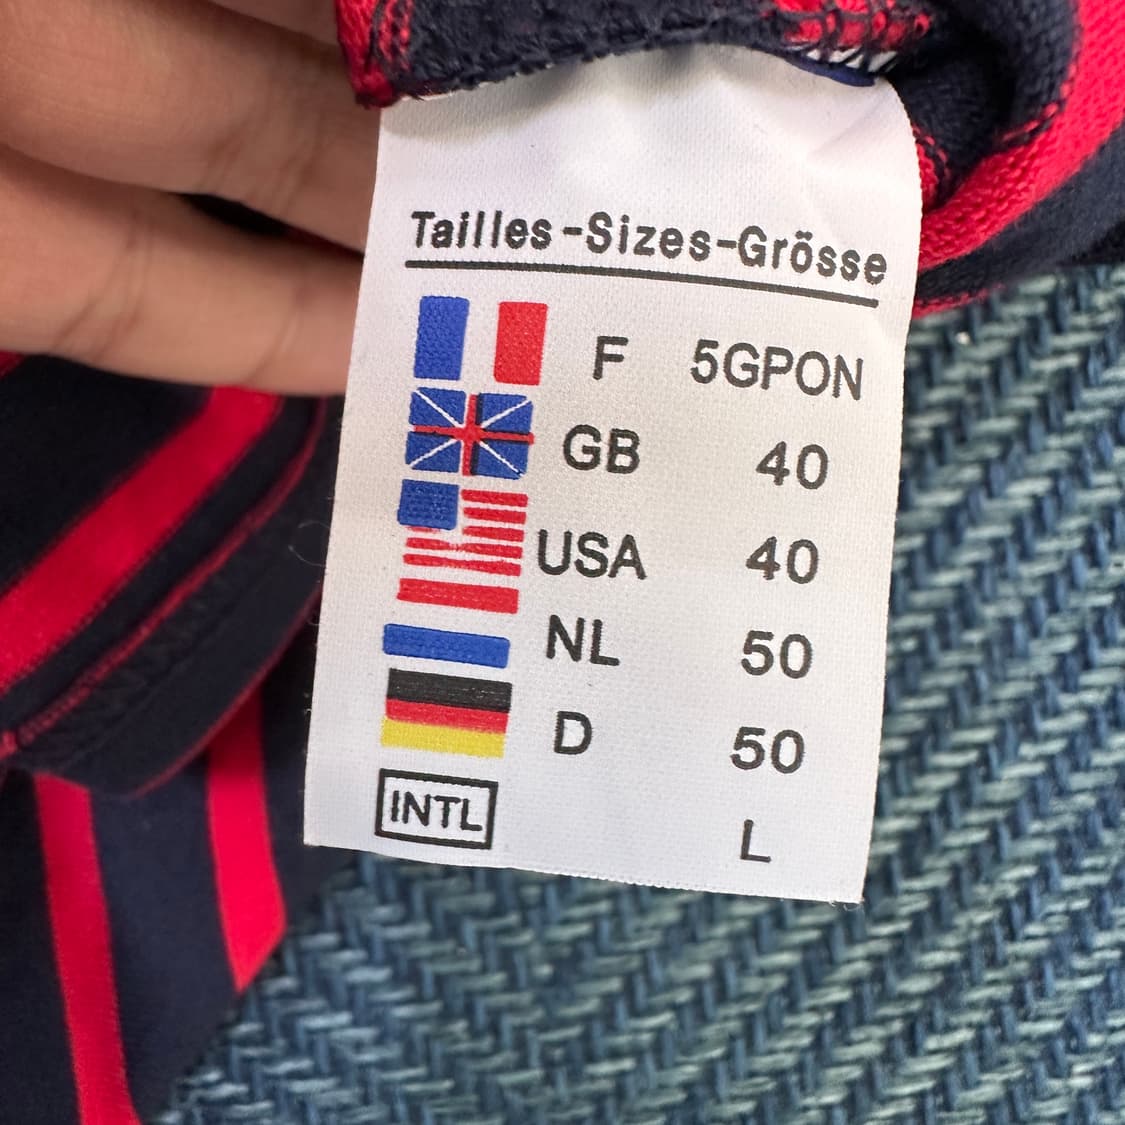 Tailles-Sizes-Grösse
F 5GPON
GB 40
USA 40
NL 50
D 50
INTL L